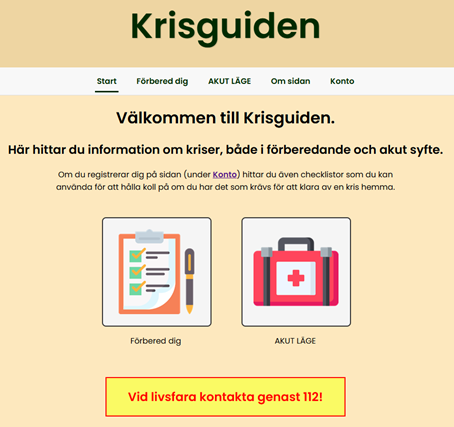 Krisguiden
Start Förbered dig AKUT LÄGE Om sidan Konto
Välkommen till Krisguiden.
Här hittar du information om kriser, både i förberedande och akut syfte.
Om du registrerar dig på sidan (under Konto) hittar du även checklistor som du kan
använda för att hålla koll på om du har det som krävs för att klara av en kris hemma.
Förbered dig AKUT LÄGE
Vid livsfara kontakta genast 112!